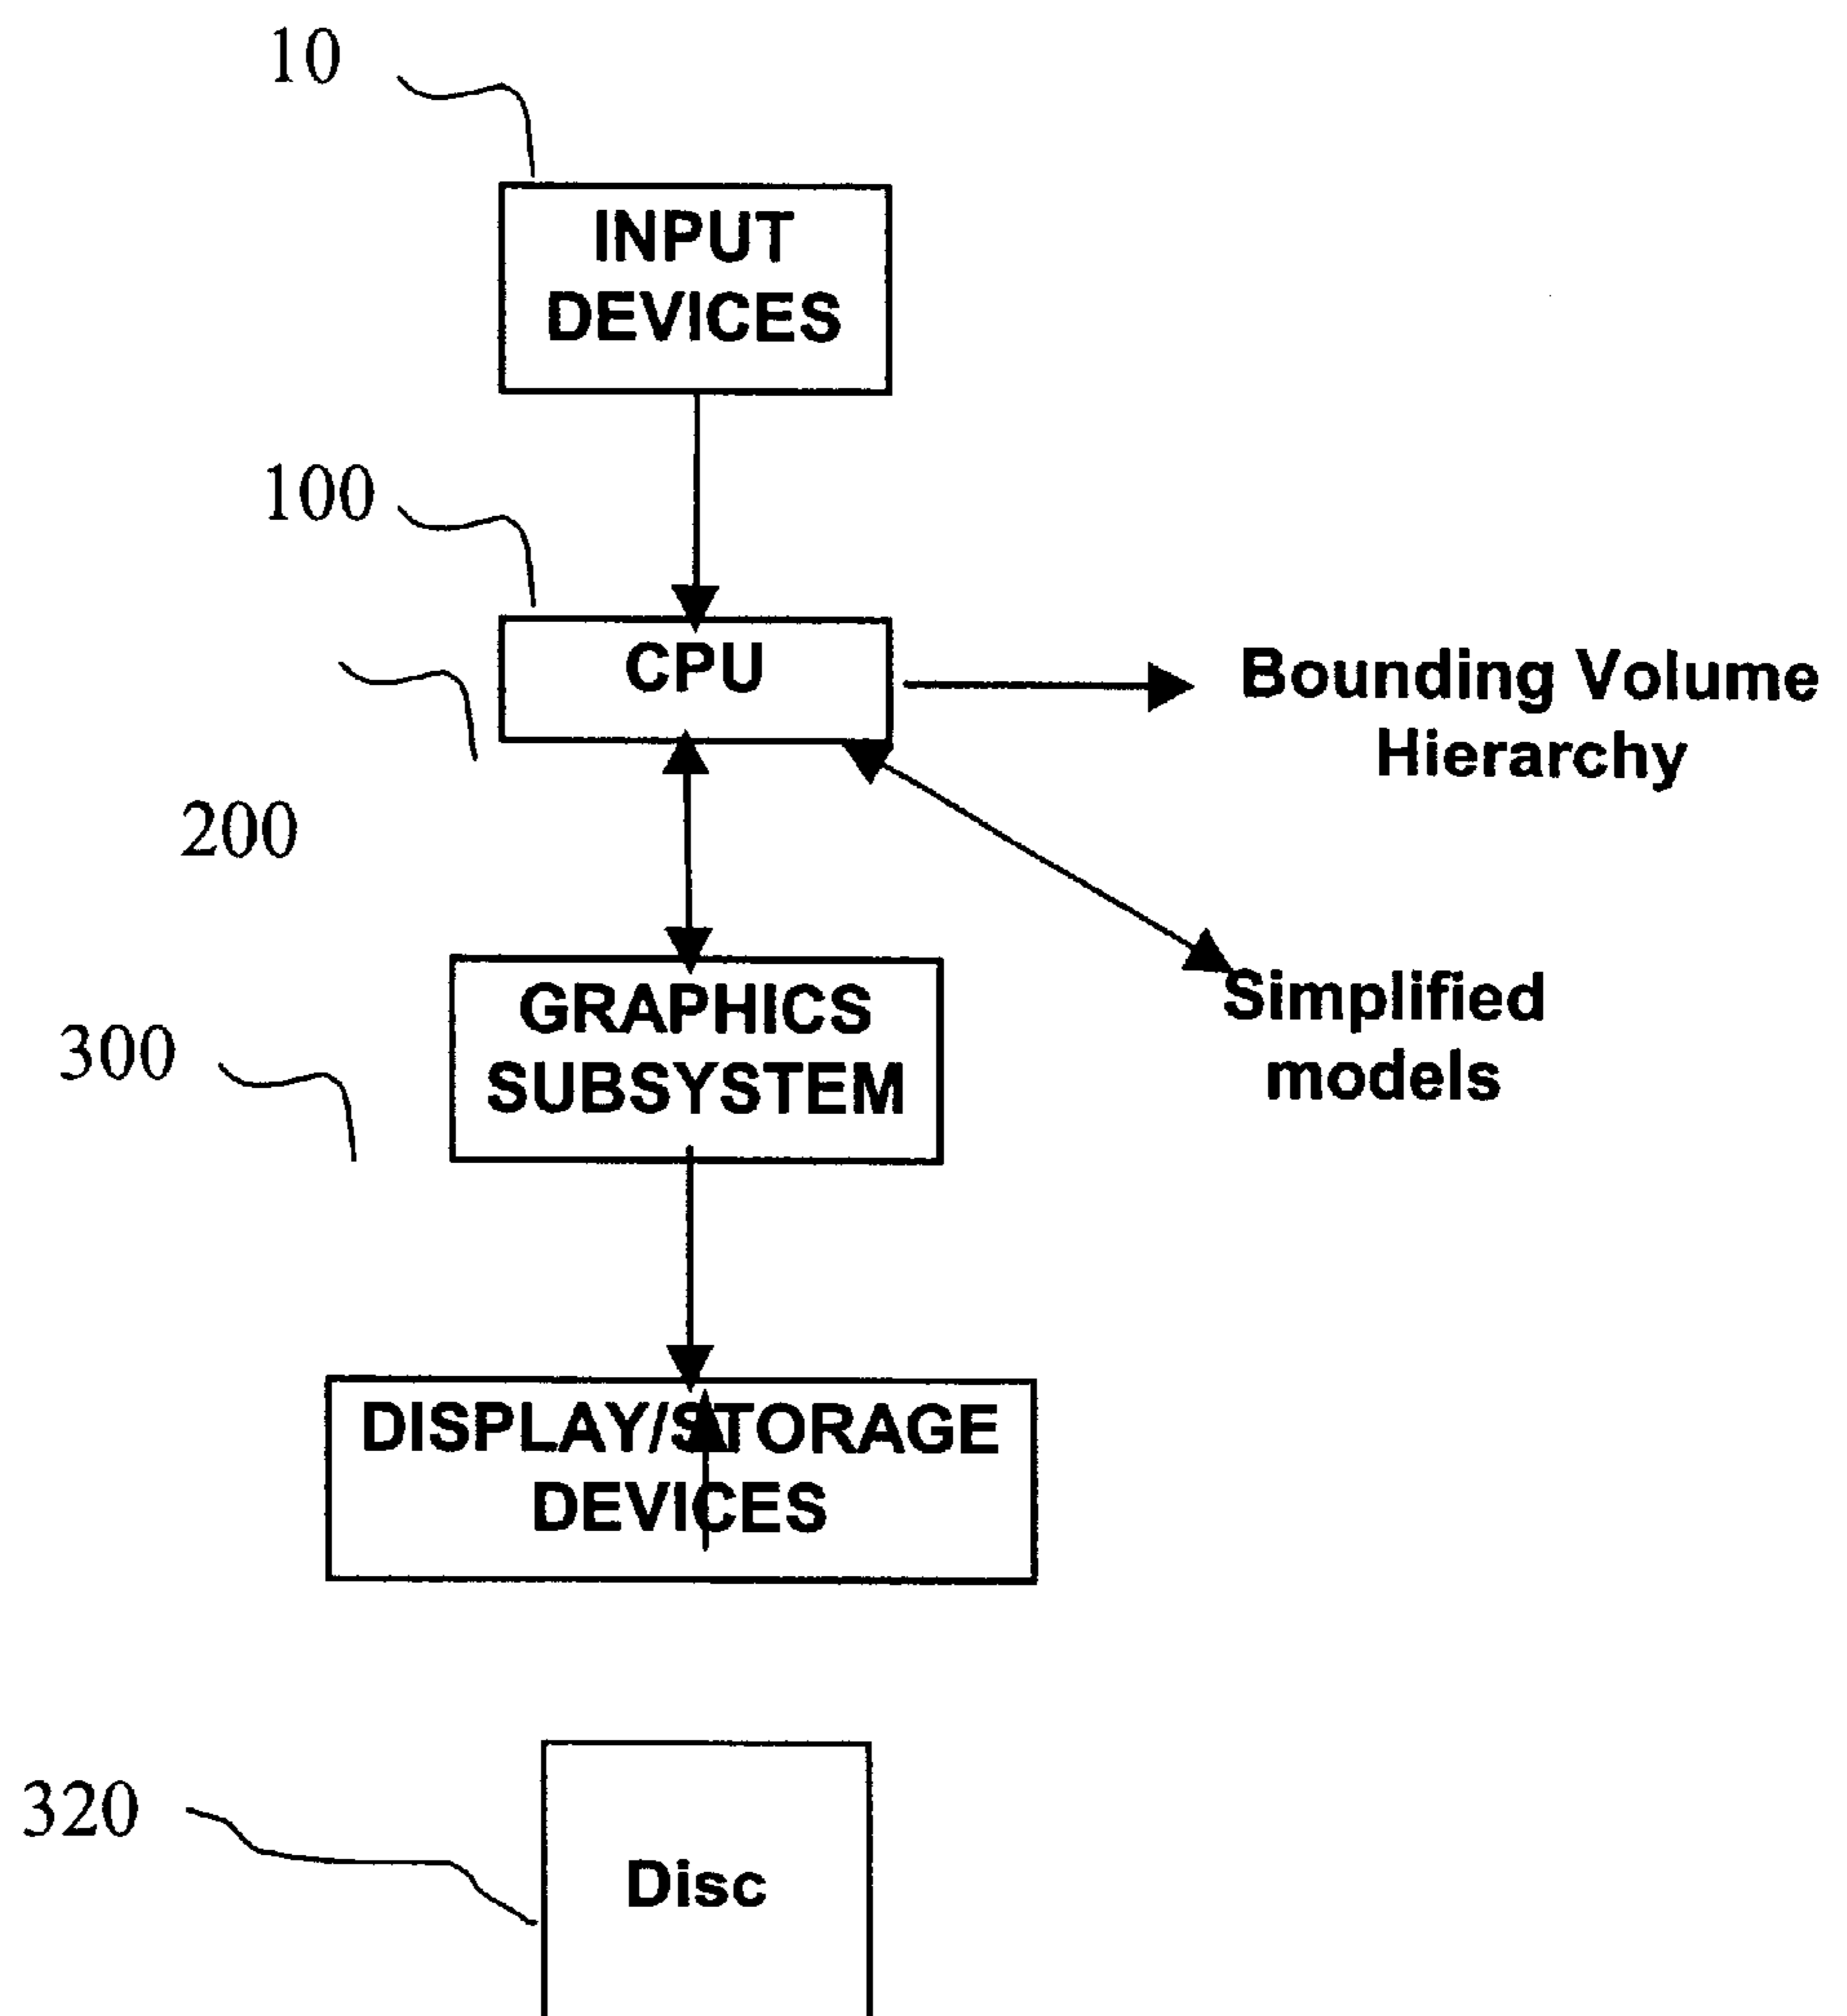 10
INPUT
DEVICES
100
CPU
Bounding Volume
Hierarchy
200
GRAPHICS
SUBSYSTEM
Simplified
models
300
DISPLAY/STORAGE
DEVICES
320
Disc